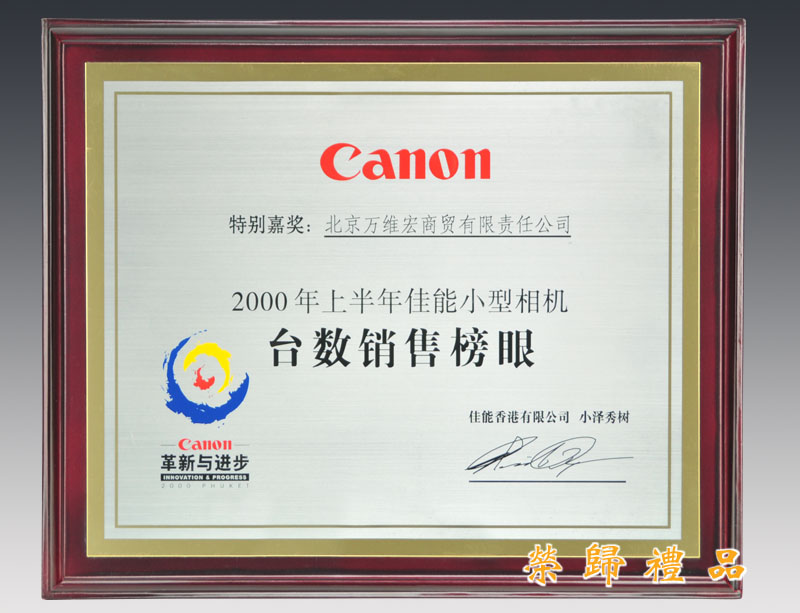 Canon
特别嘉奖：北京万维宏商贸有限责任公司
2000年上半年佳能小型相机
台数销售榜眼
佳能香港有限公司 小泽秀树
Canon
革新与进步
INNOVATION & PROGRESS
2000 PHUKET
榮歸禮品